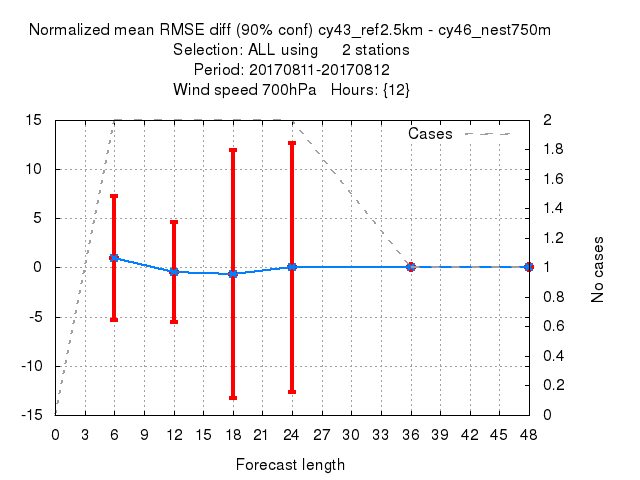 Normalized mean RMSE diff (90% conf) cy43_ref2.5km - cy46_nest750m
Selection: ALL using 2 stations
Period: 20170811-20170812
Wind speed 700hPa Hours: {12}
Cases
15
10
5
0
-5
-10
-15
2
1.8
1.6
1.4
1.2
1
0.8
0.6
0.4
0.2
0
No cases
0 3 6 9 12 15 18 21 24 27 30 33 36 39 42 45 48
Forecast length